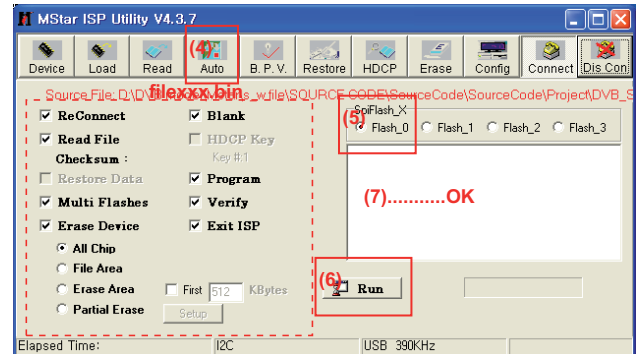 MStar ISP Utility V4.3.7
(4)
Device Load Read Auto B. P. V. Restore HDCP Erase Config Connect Dis Con
filexxx.bin
ReConnect Blank
Read File HDCP Key
Checksum : Key #:1
Restore Data Program
Multi Flashes Verify
Erase Device Exit ISP
All Chip
File Area
Erase Area First 512 KBytes
Partial Erase Setup
(5) SpiFlash_X
Flash_0 Flash_1 Flash_2 Flash_3
(7)...........OK
(6) Run
Elapsed Time: I2C USB 390KHz